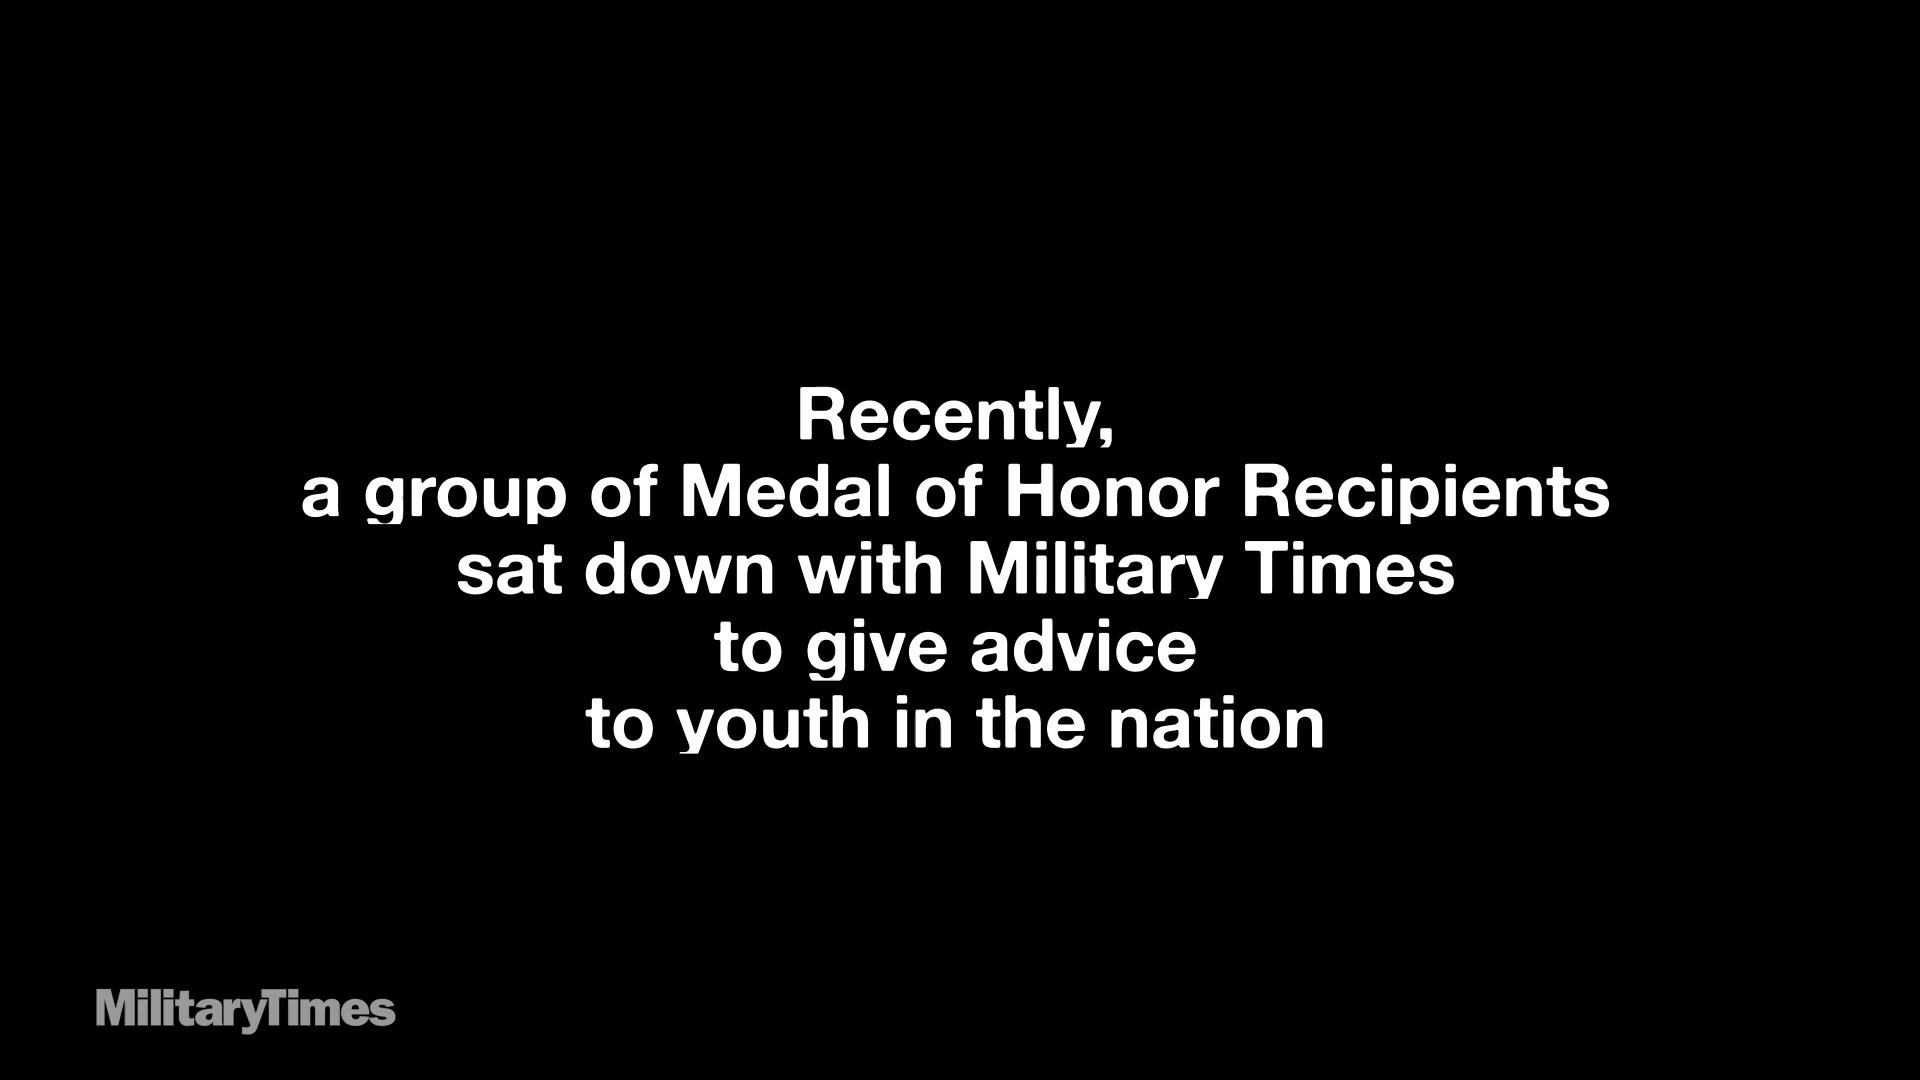 Recently,
a group of Medal of Honor Recipients
sat down with Military Times
to give advice
to youth in the nation
MilitaryTimes